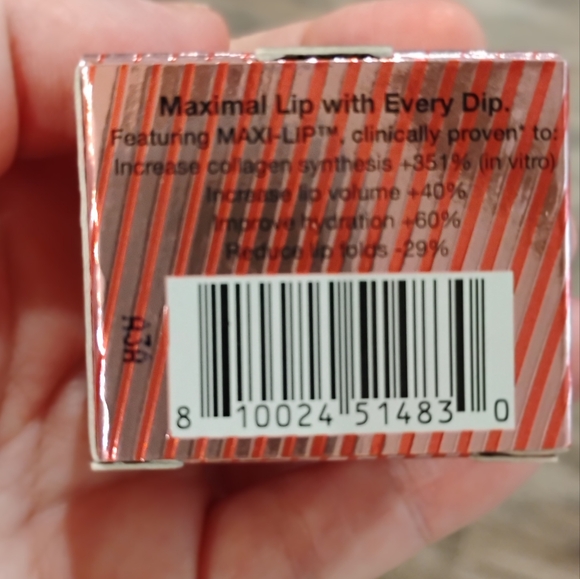 Maximal Lip with Every Dip.
Featuring MAXI-LIP™, clinically proven* to:
Increase collagen synthesis +351% (in vitro)
Increase lip volume +40%
Improve hydration +60%
Reduce lip folds -29%
8 10024 51483 0